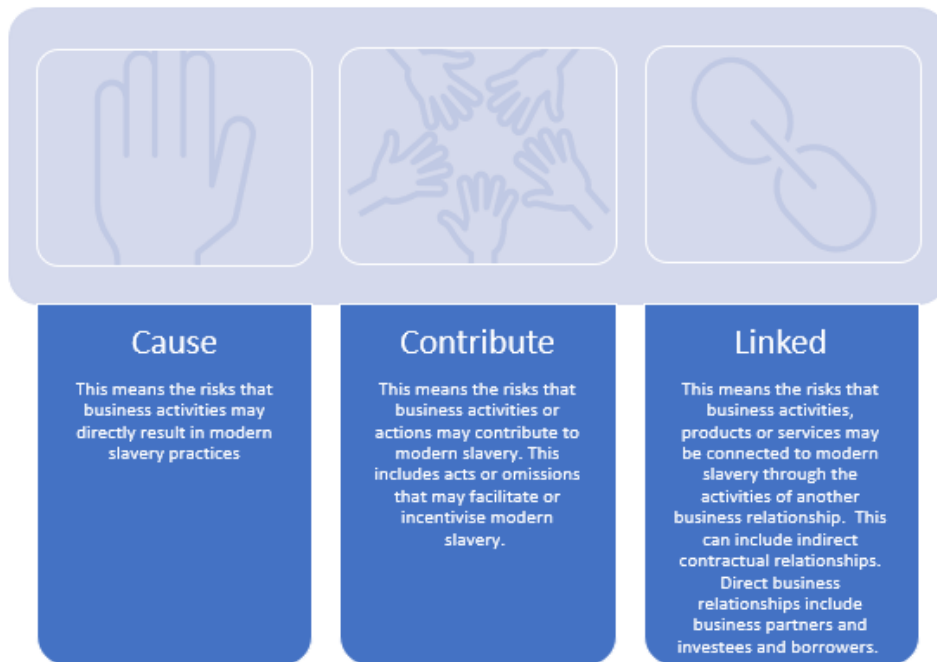 Cause
This means the risks that
business activities may
directly result in modern
slavery practices
Contribute
This means the risks that
business activities or
actions may contribute to
modern slavery. This
includes acts or omissions
that may facilitate or
incentivise modern
slavery.
Linked
This means the risks that
business activities,
products or services may
be connected to modern
slavery through the
activities of another
business relationship.  This
can include indirect
contractual relationships.
Direct business
relationships include
business partners and
investees and borrowers.